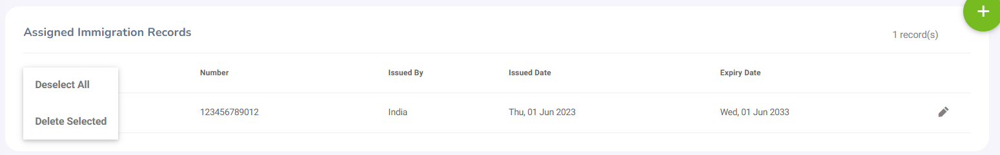 Assigned Immigration Records
1 record(s)
Number Issued By Issued Date Expiry Date
Deselect All
123456789012 India Thu, 01 Jun 2023 Wed, 01 Jun 2033
Delete Selected